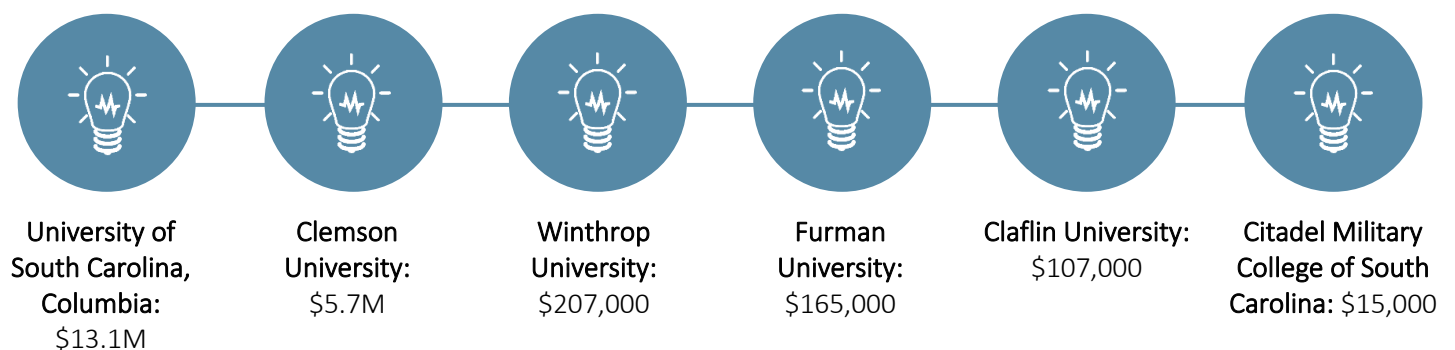 University of
South Carolina,
Columbia:
$13.1M
Clemson
University:
$5.7M
Winthrop
University:
$207,000
Furman
University:
$165,000
Claflin University:
$107,000
Citadel Military
College of South
Carolina: $15,000